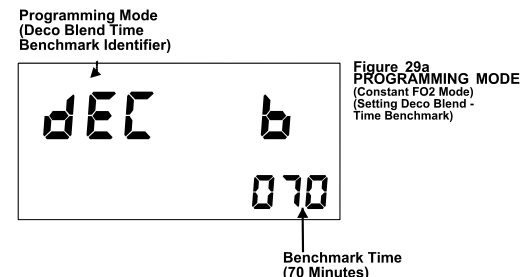 Programming Mode
(Deco Blend Time
Benchmark Identifier)
Figure 29a
PROGRAMMING MODE
(Constant FO2 Mode)
(Setting Deco Blend -
Time Benchmark)
dEC b
070
Benchmark Time
(70 Minutes)